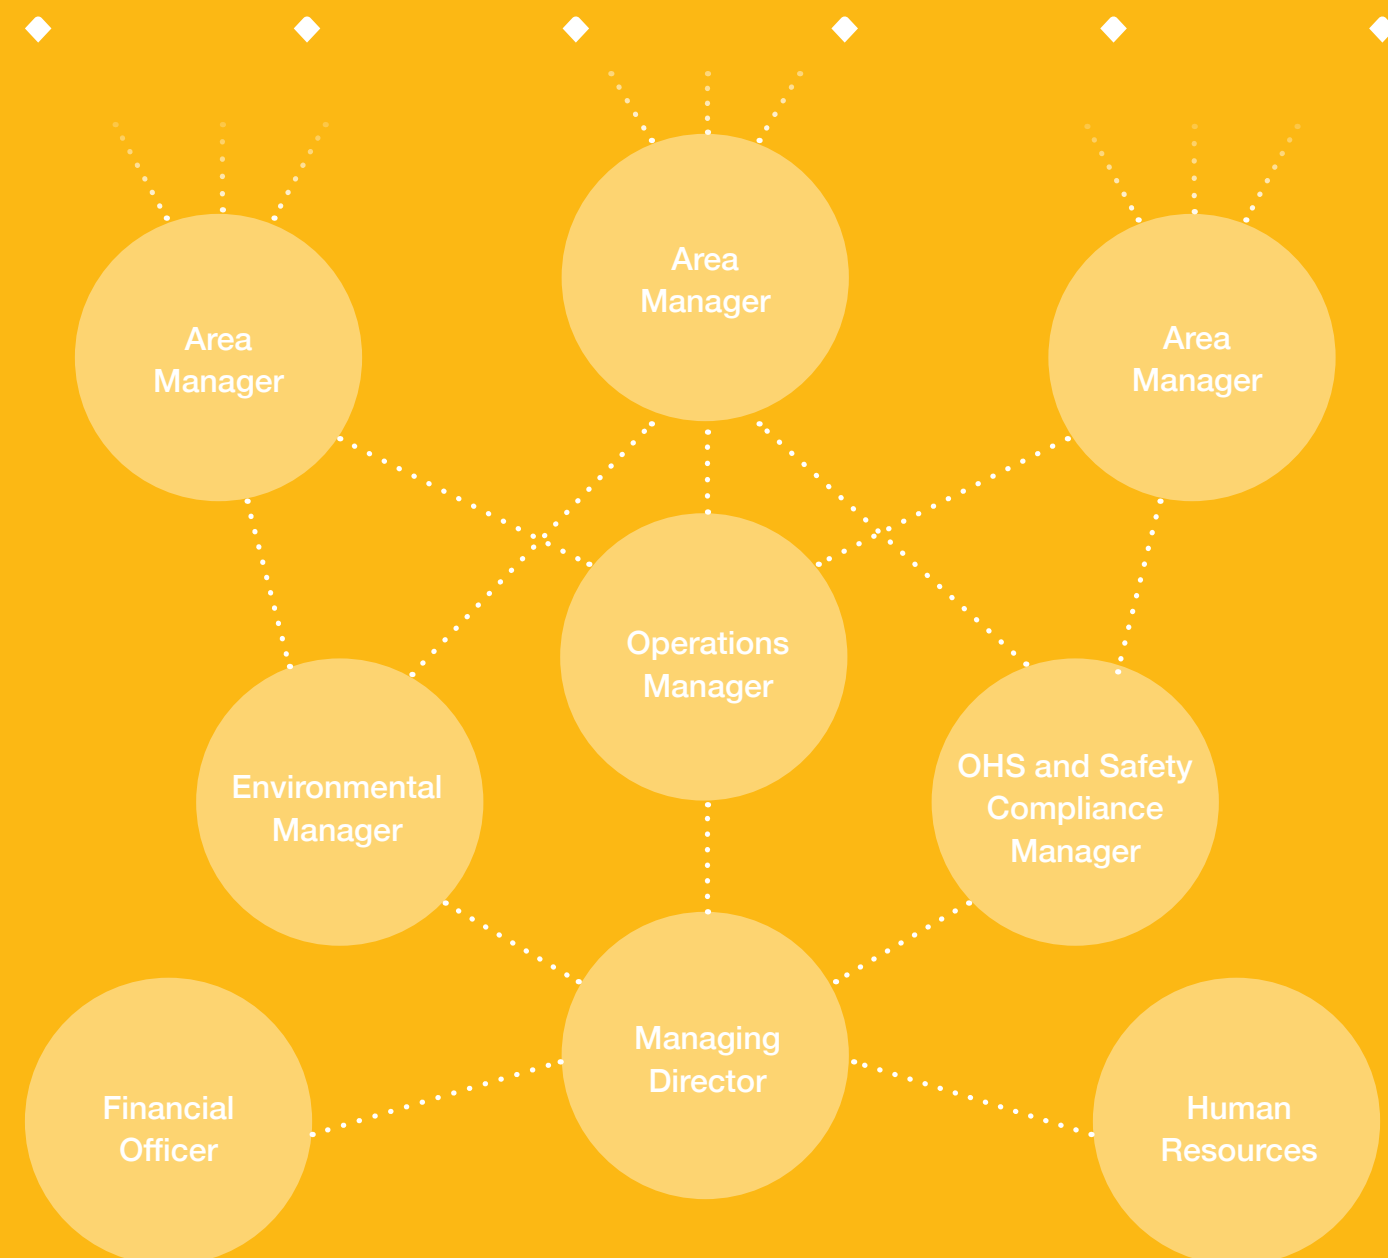 Area
Manager
Area
Manager
Area
Manager
Operations
Manager
Environmental
Manager
OHS and Safety
Compliance
Manager
Managing
Director
Financial
Officer
Human
Resources